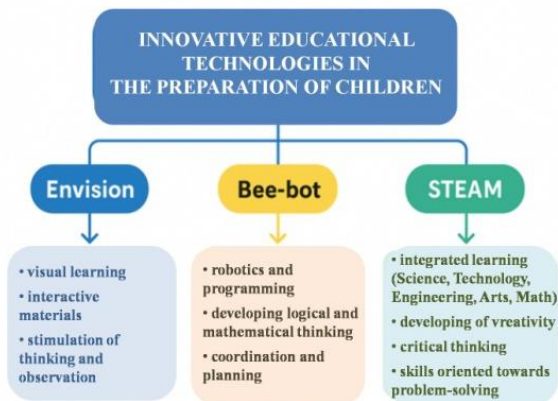 INNOVATIVE EDUCATIONAL
TECHNOLOGIES IN
THE PREPARATION OF CHILDREN
Envision
Bee-bot
STEAM
• visual learning
• interactive
materials
• stimulation of
thinking and
observation
• robotics and
programming
• developing logical and
mathematical thinking
• coordination and
planning
• integrated learning
(Science, Technology,
Engineering, Arts, Math)
• developing of vreativity
• critical thinking
• skills oriented towards
problem-solving